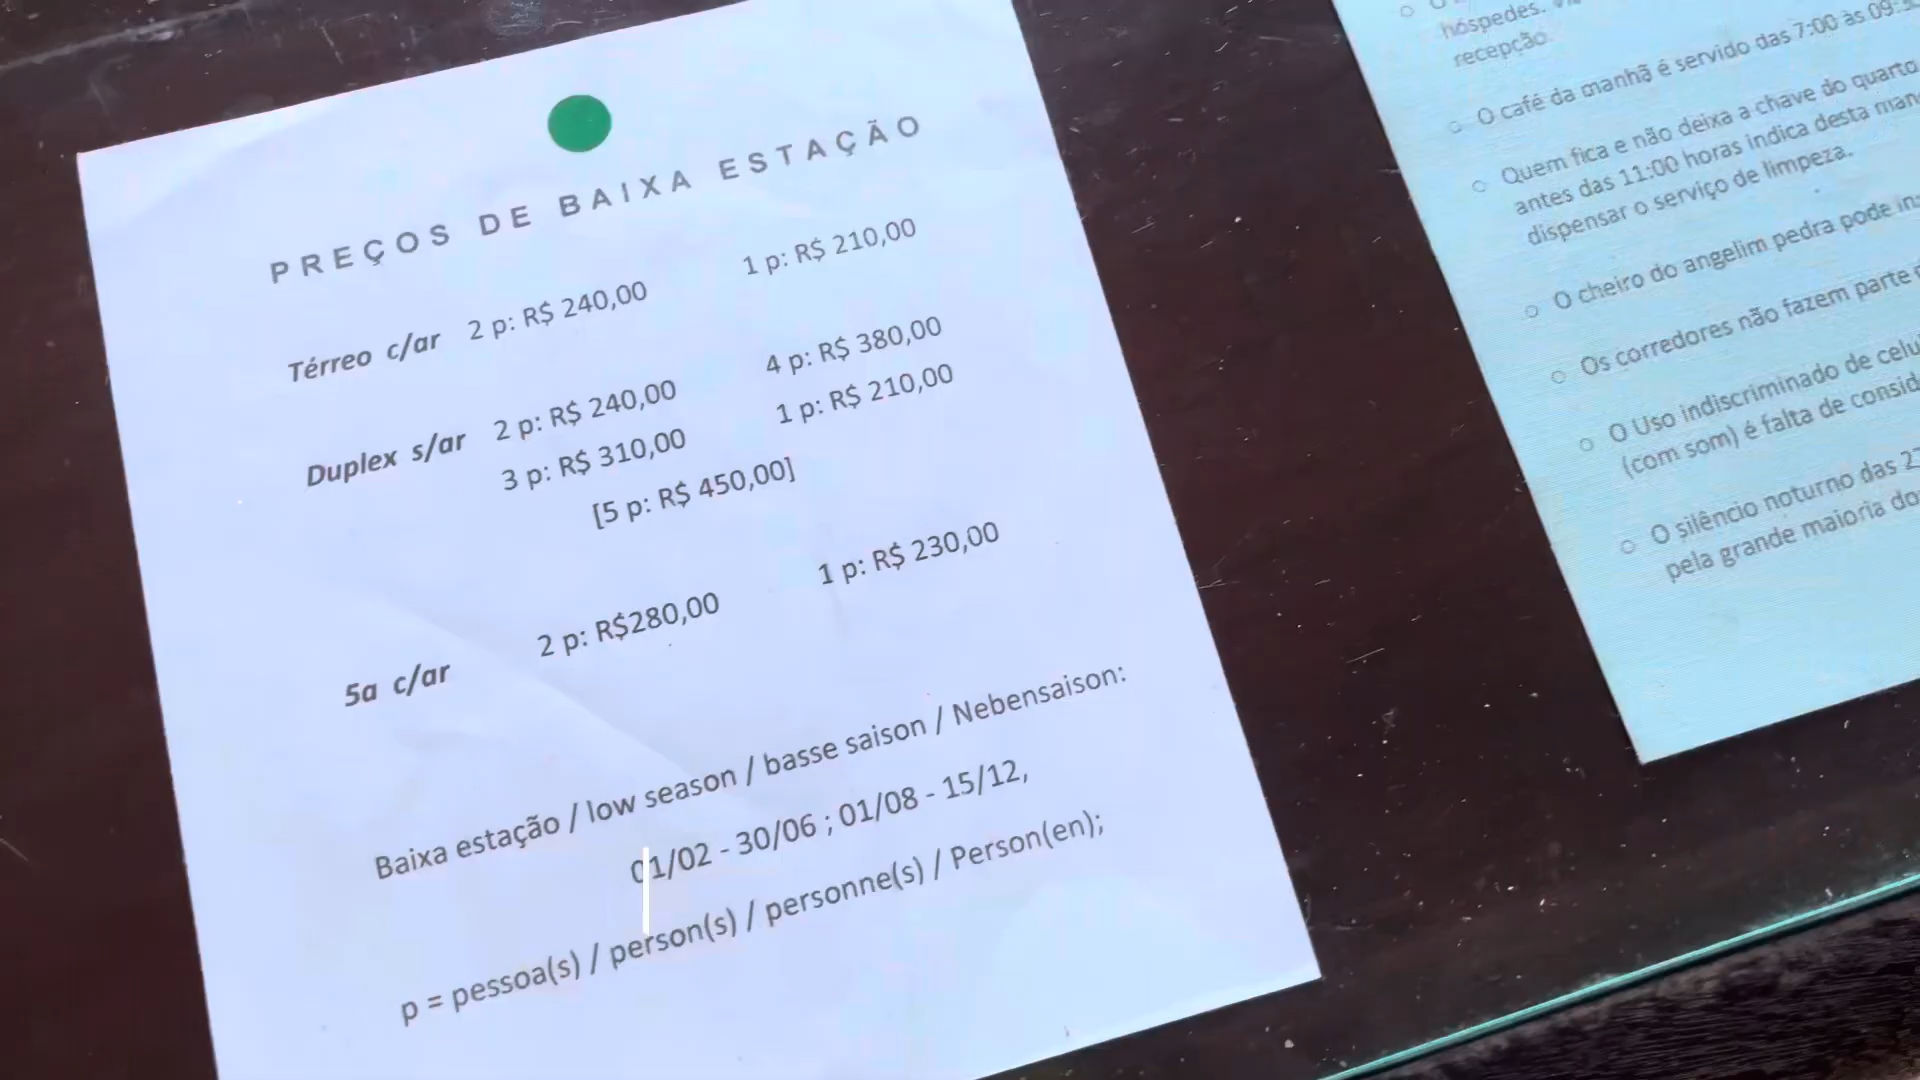 PREÇOS DE BAIXA ESTAÇÃO
Térreo c/ar 2 p: R$ 240,00 1 p: R$ 210,00
Duplex s/ar 2 p: R$ 240,00 4 p: R$ 380,00
3 p: R$ 310,00 1 p: R$ 210,00
[5 p: R$ 450,00]
5a c/ar 2 p: R$280,00 1 p: R$ 230,00
Baixa estação / low season / basse saison / Nebensaison:
01/02 - 30/06 ; 01/08 - 15/12,
p = pessoa(s) / person(s) / personne(s) / Person(en);
hóspedes.
recepção
O café da manhã é servido das 7:00 às
Quem fica e não deixa a chave do quarto
antes das 11:00 horas indica desta
dispensar o serviço de limpeza.
O cheiro do angelim pedra pode
Os corredores não fazem parte
O Uso indiscriminado de
(com som) é falta de
O silêncio noturno das
pela grande maioria